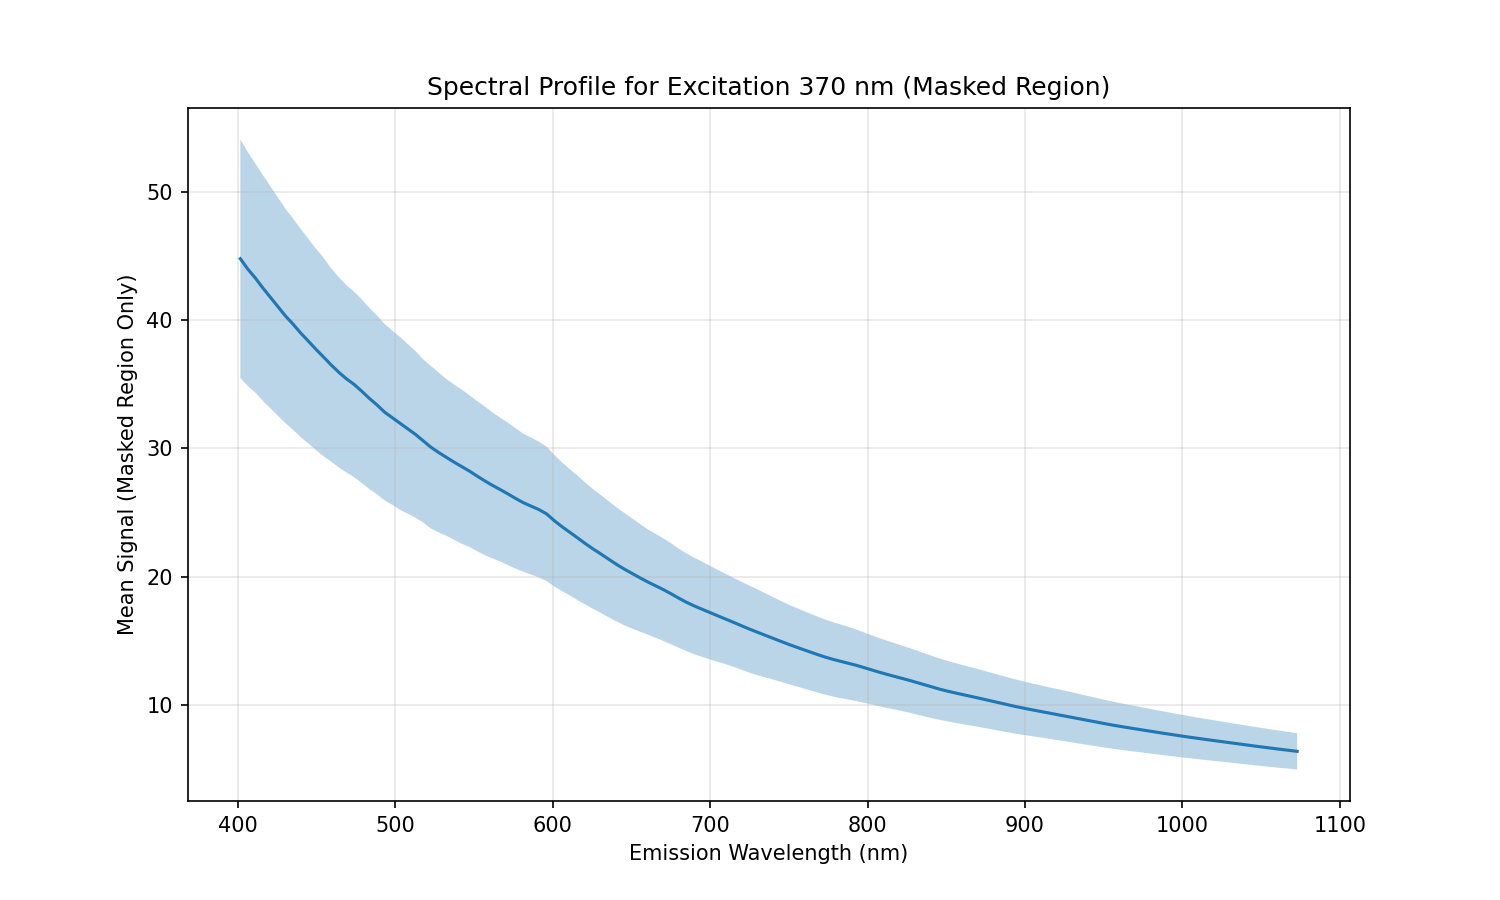 Spectral Profile for Excitation 370 nm (Masked Region)
Mean Signal (Masked Region Only)
50
40
30
20
10
400 500 600 700 800 900 1000 1100
Emission Wavelength (nm)